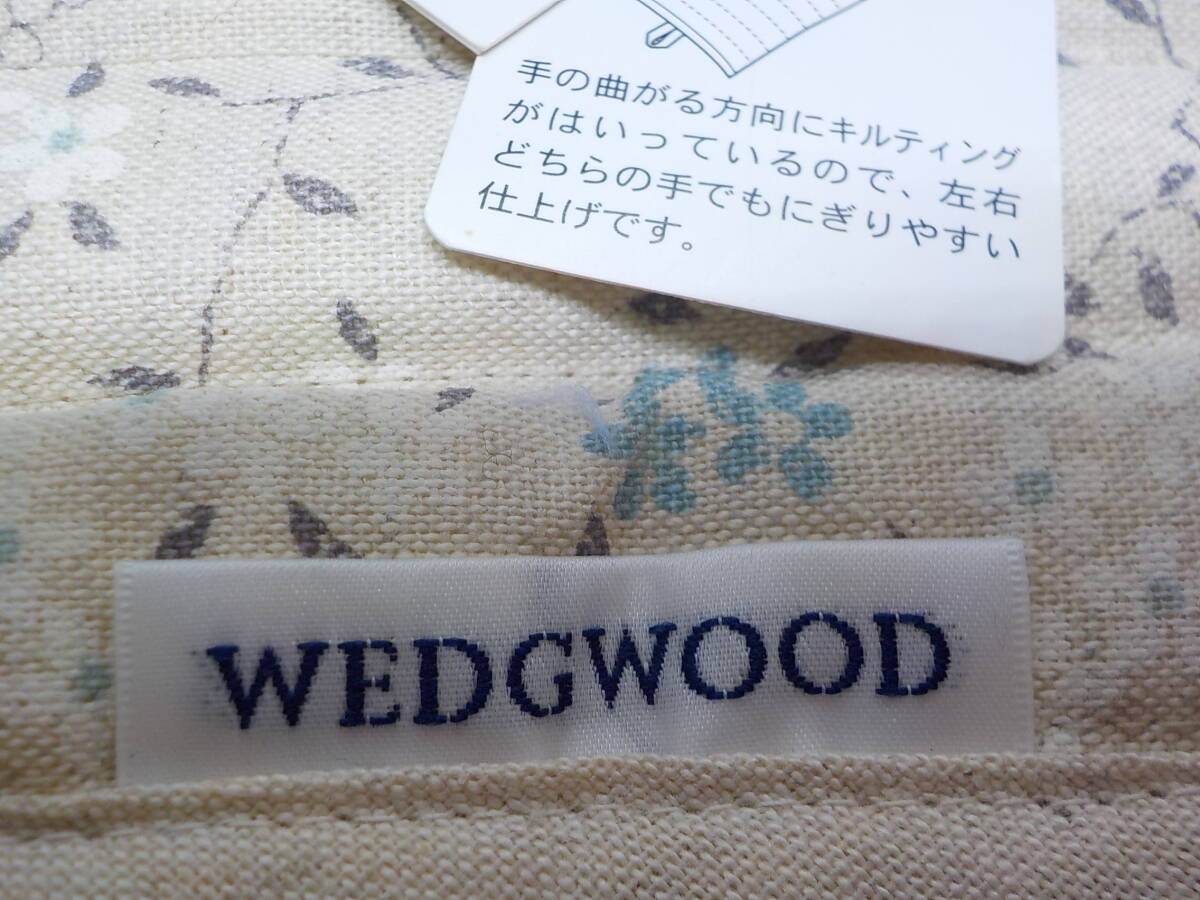 手の曲がる方向にキルティング
がはいっているので、左右
どちらの手でもにぎりやすい
仕上げです。
WEDGWOOD